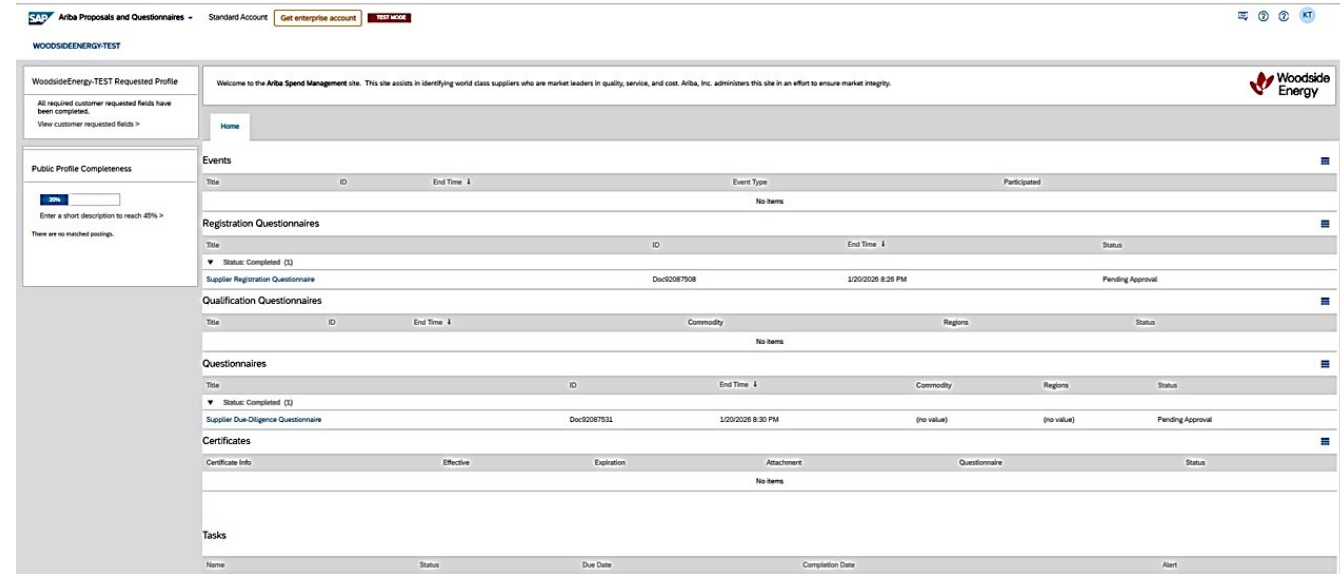 SAP Ariba Proposals and Questionnaires Standard Account Get enterprise account TEST MODE KT
WOODSIDEENERGY-TEST
WoodsideEnergy-TEST Requested Profile
All required customer requested fields have
been completed.
View customer requested fields >
Public Profile Completeness
35%
Enter a short description to reach 45% >
There are no matched postings.
Welcome to the Ariba Spend Management site. This site assists in identifying world class suppliers who are market leaders in quality, service, and cost. Ariba, Inc. administers this site in an effort to ensure market integrity.
Woodside
Energy
Home
Events
Title ID End Time ↓ Event Type Participated
No items
Registration Questionnaires
Title ID End Time ↓ Status
▼ Status: Completed (1)
Supplier Registration Questionnaire Doc92087508 1/20/2026 8:26 PM Pending Approval
Qualification Questionnaires
Title ID End Time ↓ Commodity Regions Status
No items
Questionnaires
Title ID End Time ↓ Commodity Regions Status
▼ Status: Completed (1)
Supplier Due-Diligence Questionnaire Doc92087531 1/20/2026 8:30 PM (no value) (no value) Pending Approval
Certificates
Certificate Info Effective Expiration Attachment Questionnaire Status
No items
Tasks
Name Status Due Date Completion Date Alert